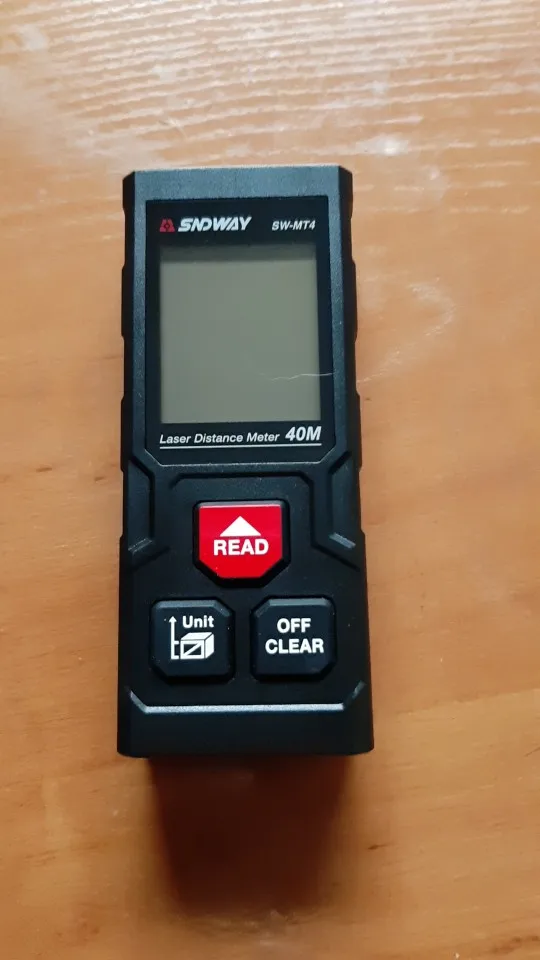 SNDWAY SW-MT4
Laser Distance Meter 40M
READ
Unit
OFF
CLEAR